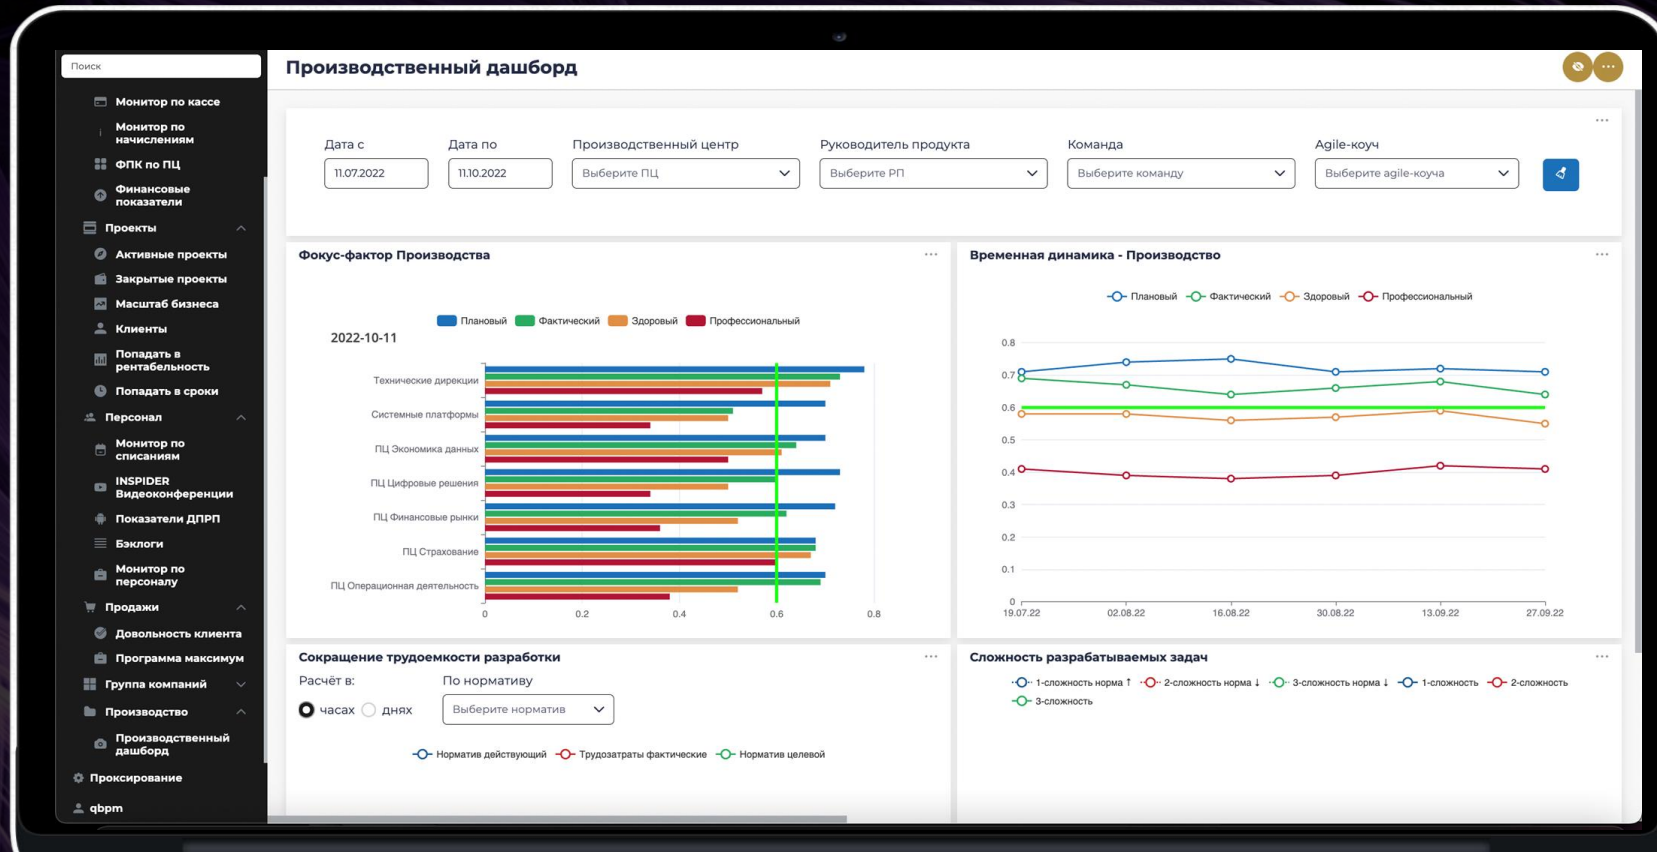 Поиск
Монитор по кассе
Монитор по
начислениям
ФПК по ПЦ
Финансовые
показатели
Проекты
Активные проекты
Закрытые проекты
Масштаб бизнеса
Клиенты
Попадать в
рентабельность
Попадать в сроки
Персонал
Монитор по
списаниям
INSPIDER
Видеоконференции
Показатели ДПРП
Бэклоги
Монитор по
персоналу
Продажи
Довольность клиента
Программа максимум
Группа компаний
Производство
Производственный
дашборд
Проксирование
qbpm
Производственный дашборд
Дата с
Дата по
Производственный центр
Руководитель продукта
Команда
Agile-коуч
11.07.2022
11.10.2022
Выберите ПЦ
Выберите РП
Выберите команду
Выберите agile-коуча
Фокус-фактор Производства
Плановый Фактический Здоровый Профессиональный
2022-10-11
Технические дирекции
Системные платформы
ПЦ Экономика данных
ПЦ Цифровые решения
ПЦ Финансовые рынки
ПЦ Страхование
ПЦ Операционная деятельность
0 0.2 0.4 0.6 0.8
Временная динамика - Производство
Плановый Фактический Здоровый Профессиональный
0.8
0.7
0.6
0.5
0.4
0.3
0.2
0.1
0
19.07.22 02.08.22 16.08.22 30.08.22 13.09.22 27.09.22
Сокращение трудоемкости разработки
Расчёт в:
По нормативу
часах днях
Выберите норматив
Норматив действующий Трудозатраты фактические Норматив целевой
Сложность разрабатываемых задач
1-сложность норма ↑ 2-сложность норма ↓ 3-сложность норма ↓ 1-сложность 2-сложность
3-сложность